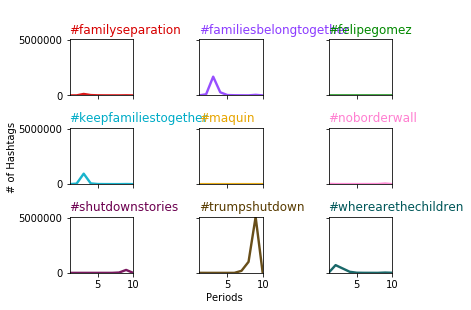 #familyseparation #familiesbelongtogether #felipegomez
5000000
0
#keepfamiliestogether #maquin #noborderwall
5000000
0
# of Hashtags
#shutdownstories #trumpshutdown #wherearethechildren
5000000
0
5 10 5 10 5 10
Periods